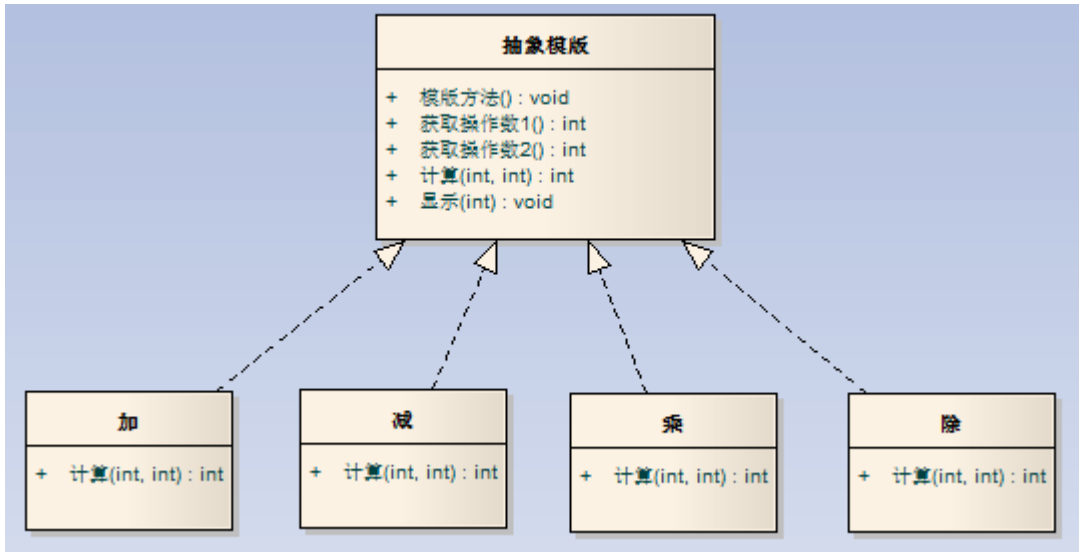 抽象模版
+ 模版方法() : void
+ 获取操作数1() : int
+ 获取操作数2() : int
+ 计算(int, int) : int
+ 显示(int) : void
加
+ 计算(int, int) : int
减
+ 计算(int, int) : int
乘
+ 计算(int, int) : int
除
+ 计算(int, int) : int